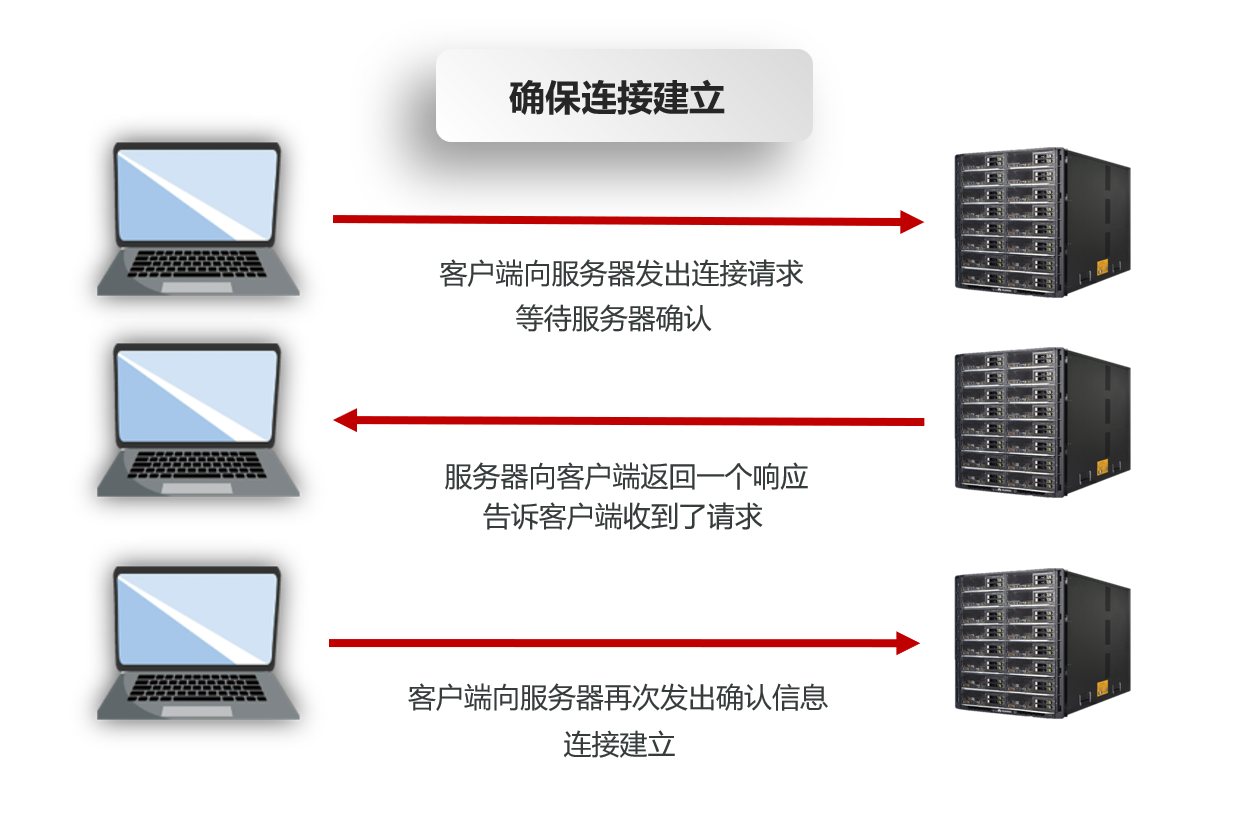 确保连接建立
客户端向服务器发出连接请求
等待服务器确认
服务器向客户端返回一个响应
告诉客户端收到了请求
客户端向服务器再次发出确认信息
连接建立